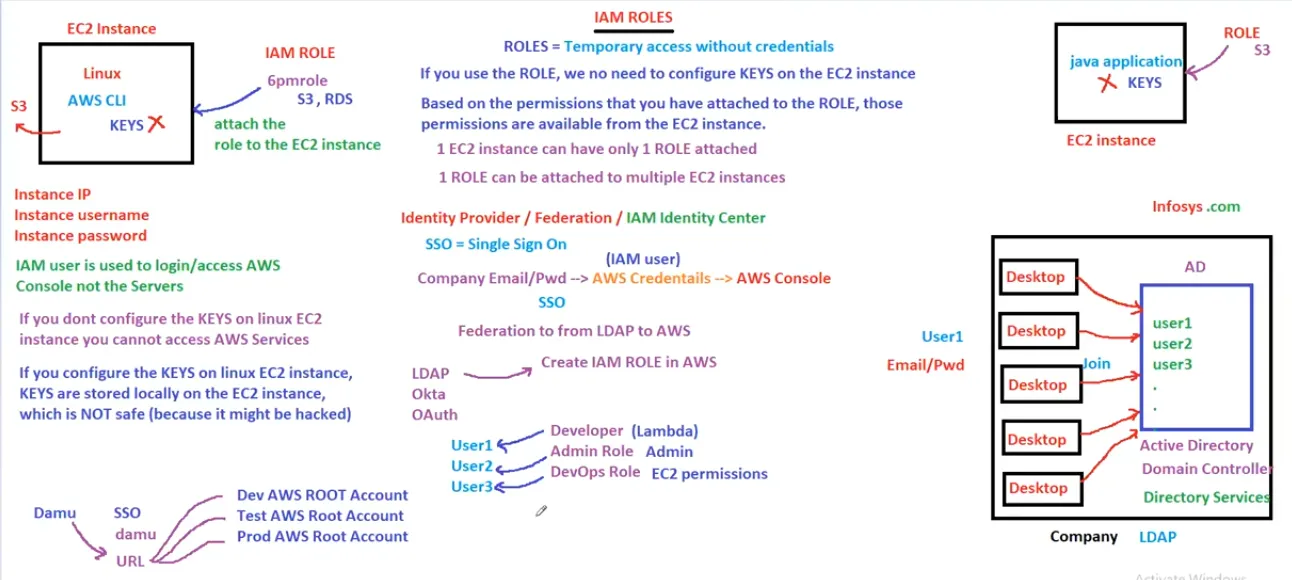 IAM ROLES
EC2 Instance
Linux
AWS CLI
KEYS
S3
IAM ROLE
6pmrole
S3 , RDS
attach the
role to the EC2 instance
ROLES = Temporary access without credentials
If you use the ROLE, we no need to configure KEYS on the EC2 instance
Based on the permissions that you have attached to the ROLE, those
permissions are available from the EC2 instance.
1 EC2 instance can have only 1 ROLE attached
1 ROLE can be attached to multiple EC2 instances
ROLE
S3
java application
KEYS
EC2 instance
Instance IP
Instance username
Instance password
IAM user is used to login/access AWS
Console not the Servers
If you dont configure the KEYS on linux EC2
instance you cannot access AWS Services
If you configure the KEYS on linux EC2 instance,
KEYS are stored locally on the EC2 instance,
which is NOT safe (because it might be hacked)
Identity Provider / Federation / IAM Identity Center
SSO = Single Sign On
(IAM user)
Company Email/Pwd --> AWS Credentails --> AWS Console
SSO
Federation to from LDAP to AWS
Create IAM ROLE in AWS
LDAP
Okta
OAuth
User1
User2
User3
Developer (Lambda)
Admin Role Admin
DevOps Role EC2 permissions
Damu SSO
damu
URL
Dev AWS ROOT Account
Test AWS Root Account
Prod AWS Root Account
Infosys .com
Desktop
Desktop
Desktop
Desktop
Desktop
AD
user1
user2
user3
.
.
.
User1
Email/Pwd
Join
Active Directory
Domain Controller
Directory Services
Company LDAP
Activate Windows